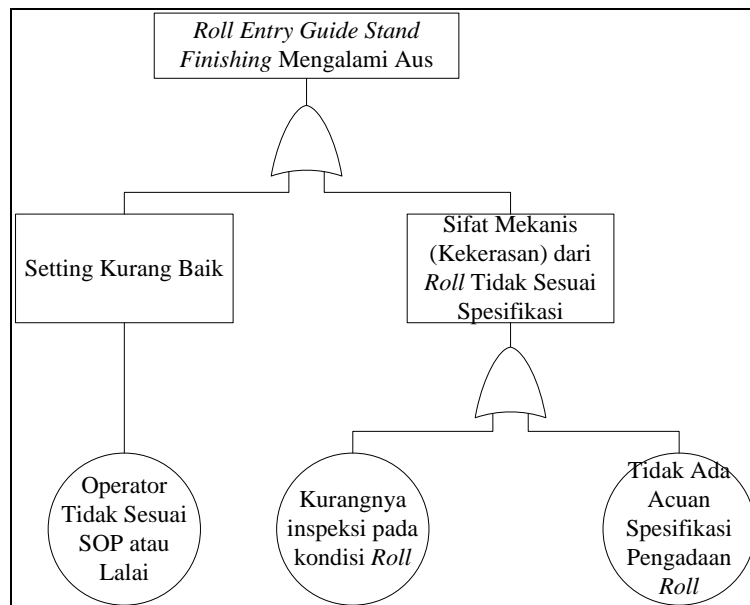 Roll Entry Guide Stand
Finishing Mengalami Aus
Setting Kurang Baik
Sifat Mekanis
(Kekerasan) dari
Roll Tidak Sesuai
Spesifikasi
Operator
Tidak Sesuai
SOP atau
Lalai
Kurangnya
inspeksi pada
kondisi Roll
Tidak Ada
Acuan
Spesifikasi
Pengadaan
Roll